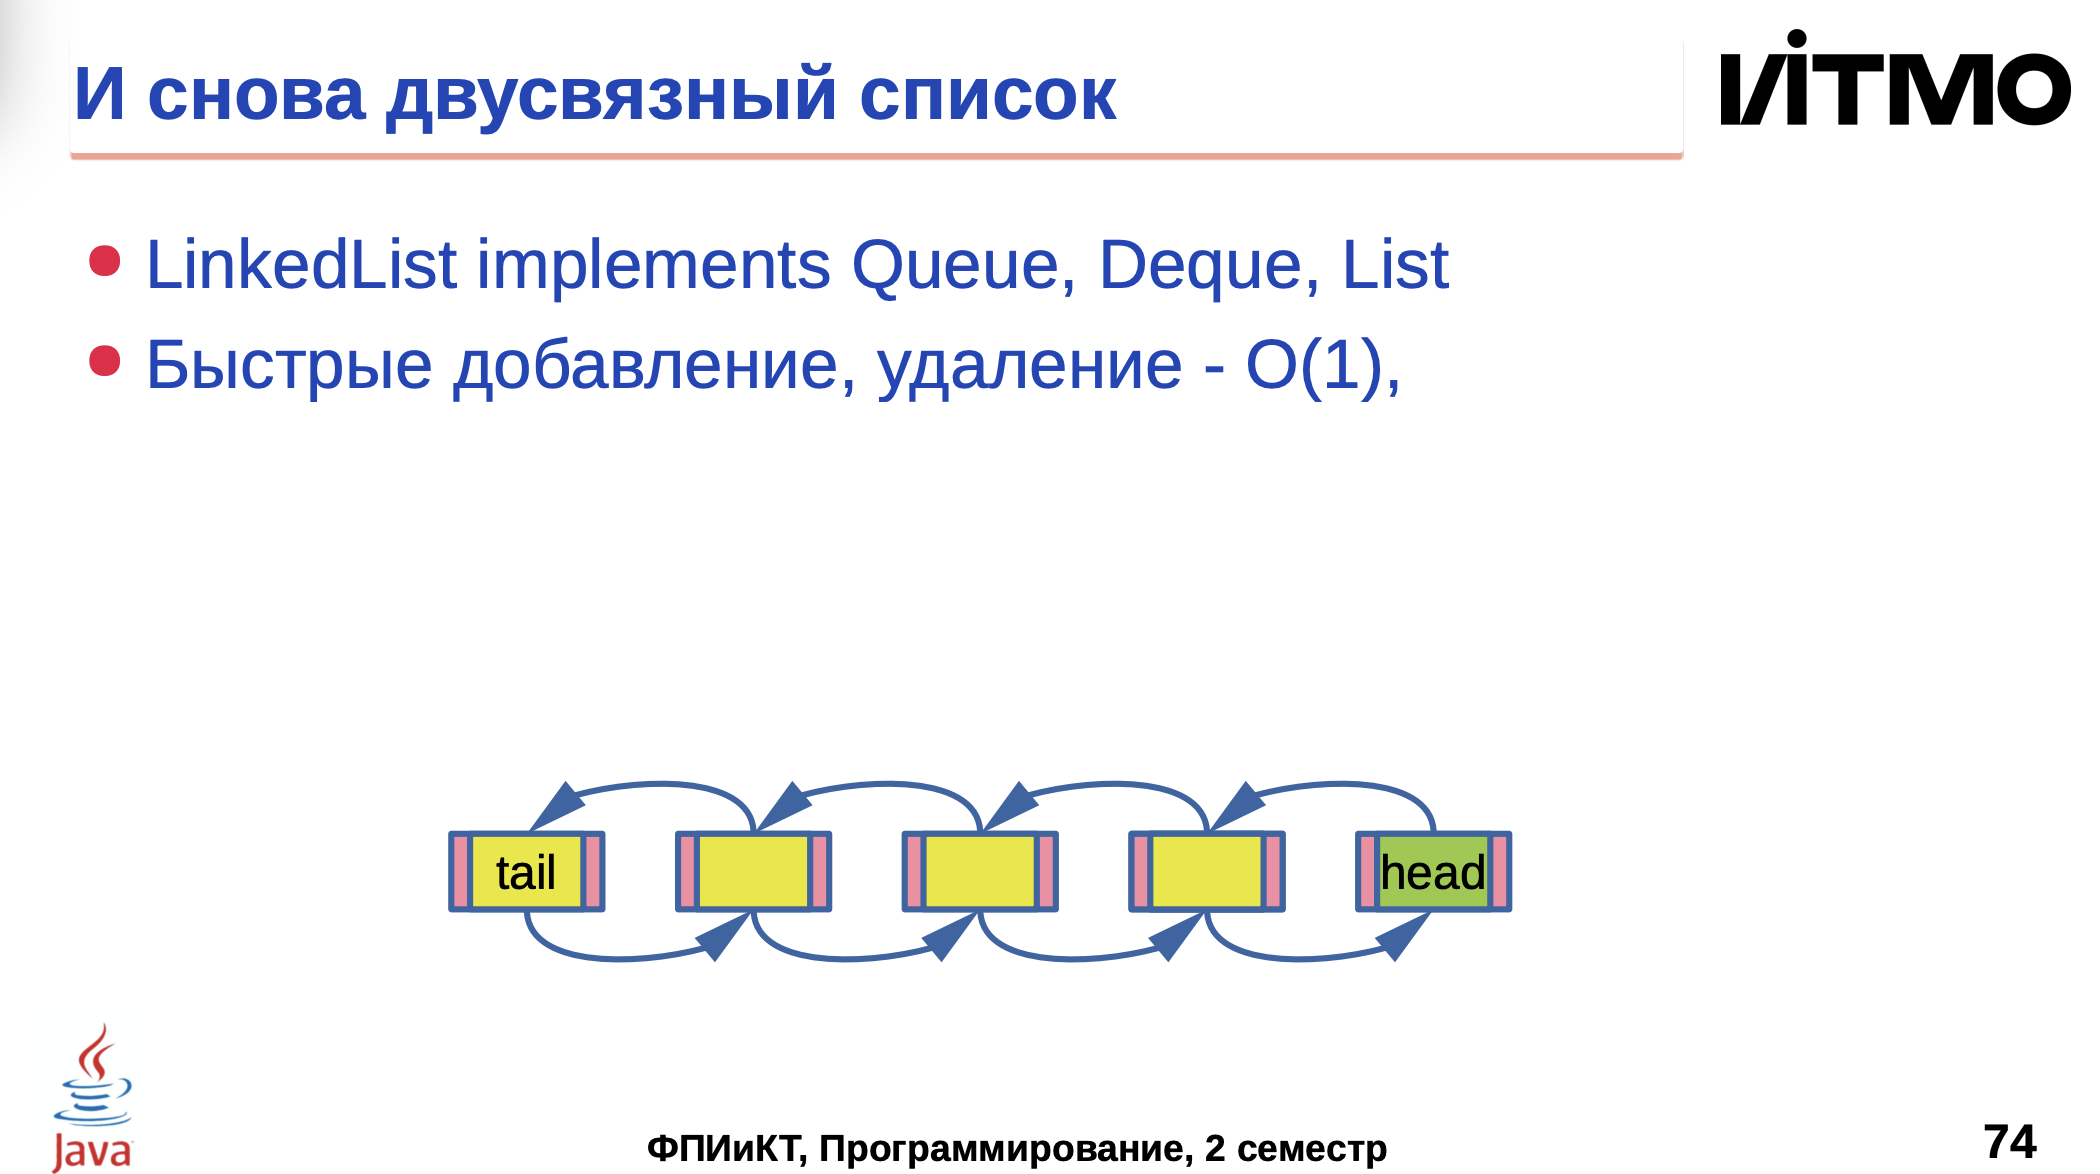 И снова двусвязный список
ИТМО
LinkedList implements Queue, Deque, List
Быстрые добавление, удаление - O(1),
tail
head
Java
ФПИиКТ, Программирование, 2 семестр
74